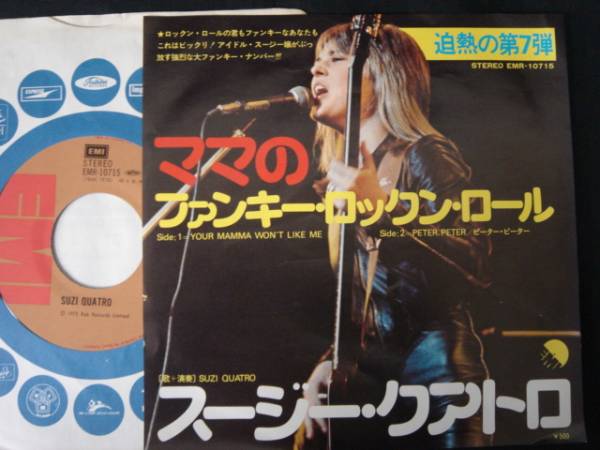 ★ロックン・ロールの君もファンキーなあなたも
これはビックリ!アイドル・スージー嬢がぶっ
放す強烈な大ファンキー・ナンバー!!!
迫熱の第7弾
STEREO EMR-10715
ママの
ファンキー・ロックン・ロール
Side:1=YOUR MAMMA WON'T LIKE ME
Side:2=PETER, PETER/ピーター・ピーター
[歌+演奏] SUZI QUATRO
スージー・クアトロ
¥500
EXPRESS
Odeon
EMI
STEREO
EMR-10715
EMI
SUZI QUATRO